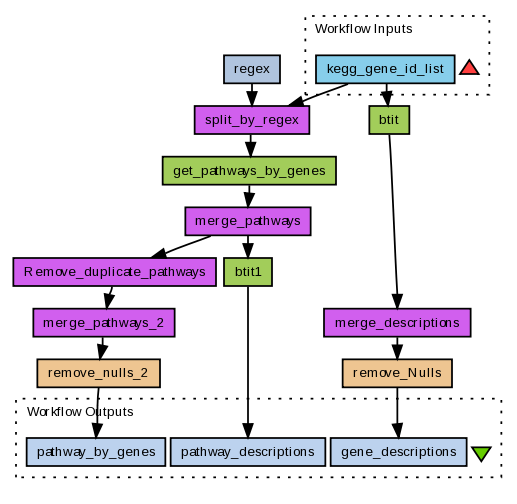 Workflow Inputs
regex
kegg_gene_id_list
split_by_regex
btit
get_pathways_by_genes
merge_pathways
Remove_duplicate_pathways
btit1
merge_pathways_2
merge_descriptions
remove_nulls_2
remove_Nulls
Workflow Outputs
pathway_by_genes
pathway_descriptions
gene_descriptions